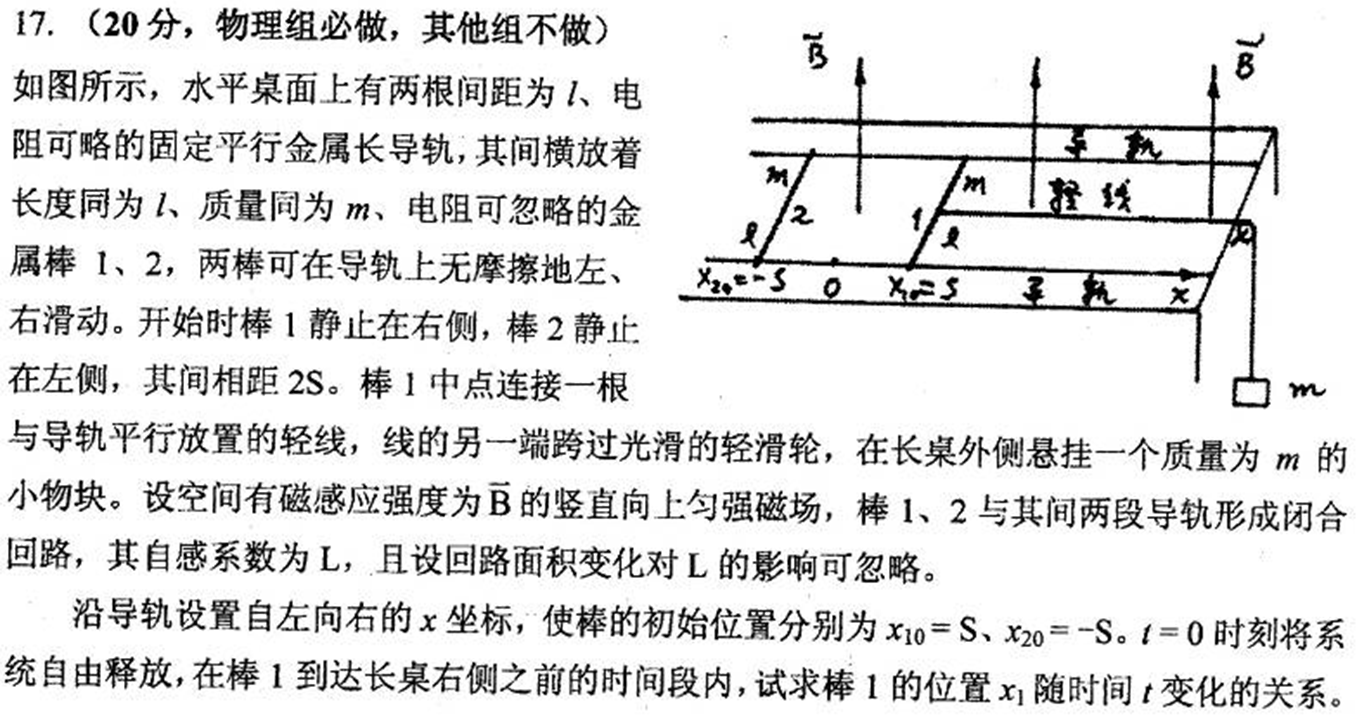 17. （20分，物理组必做，其他组不做）
如图所示，水平桌面上有两根间距为 l、电
阻可略的固定平行金属长导轨，其间横放着
长度同为 l、质量同为 m、电阻可忽略的金
属棒 1、2，两棒可在导轨上无摩擦地左、
右滑动。开始时棒 1 静止在右侧，棒 2 静止
在左侧，其间相距 2S。棒 1 中点连接一根
与导轨平行放置的轻线，线的另一端跨过光滑的轻滑轮，在长桌外侧悬挂一个质量为 m 的
小物块。设空间有磁感应强度为 B̄ 的竖直向上匀强磁场，棒 1、2 与其间两段导轨形成闭合
回路，其自感系数为 L，且设回路面积变化对 L 的影响可忽略。
沿导轨设置自左向右的 x 坐标，使棒的初始位置分别为 x₁₀ = S、x₂₀ = −S。t = 0 时刻将系
统自由释放，在棒 1 到达长桌右侧之前的时间段内，试求棒 1 的位置 x₁ 随时间 t 变化的关系。
B̄ B̄
导 轨
m m 轻 线
2 1
l l
x₂₀=-S 0 x₁₀=S 导 轨 x
m